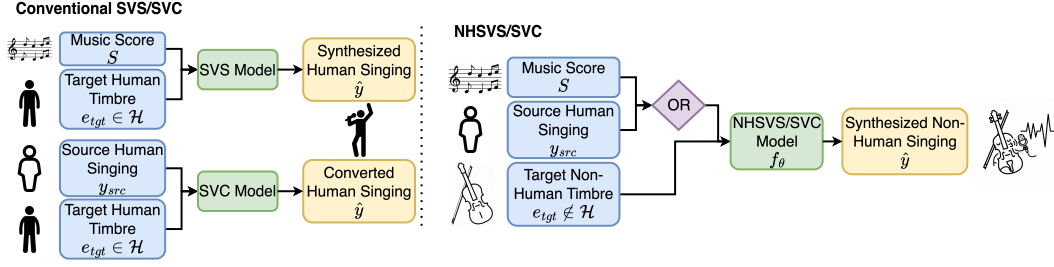 Conventional SVS/SVC
Music Score
S
Target Human
Timbre
e_tgt ∈ ℋ
SVS Model
Synthesized
Human Singing
ŷ
Source Human
Singing
y_src
Target Human
Timbre
e_tgt ∈ ℋ
SVC Model
Converted
Human Singing
ŷ
NHSVS/SVC
Music Score
S
Source Human
Singing
y_src
Target Non-
Human Timbre
e_tgt ∉ ℋ
OR
NHSVS/SVC
Model
f_θ
Synthesized Non-
Human Singing
ŷ